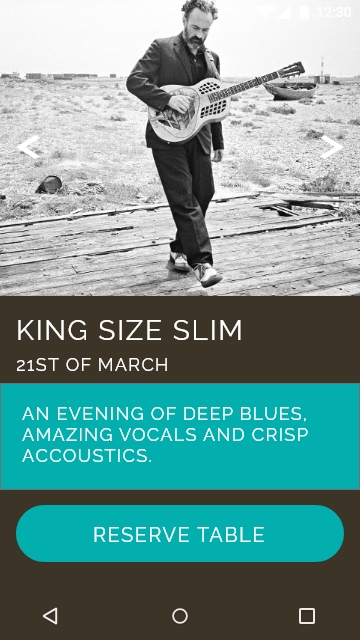 12:30
KING SIZE SLIM
21ST OF MARCH
AN EVENING OF DEEP BLUES,
AMAZING VOCALS AND CRISP
ACCOUSTICS.
RESERVE TABLE